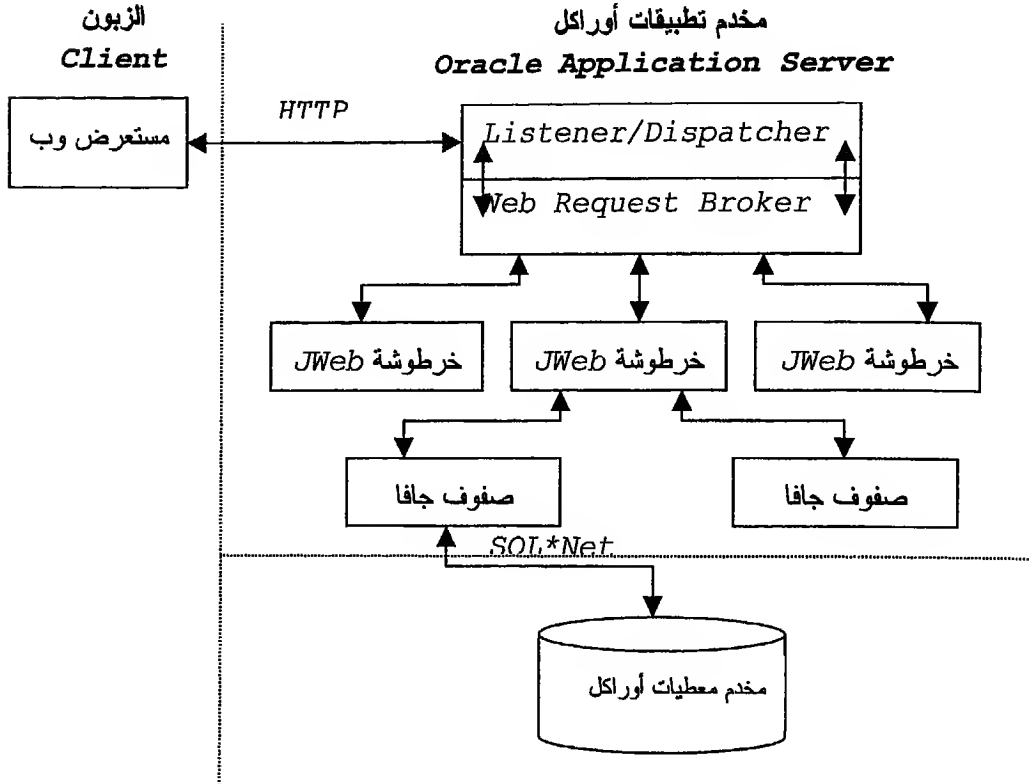 الزبون
Client
مخدم تطبيقات أوراكل
Oracle Application Server
مستعرض وب
HTTP
Listener/Dispatcher
Web Request Broker
خرطوشة JWeb
خرطوشة JWeb
خرطوشة JWeb
صفوف جافا
صفوف جافا
SQL*Net
مخدم معطيات أوراكل